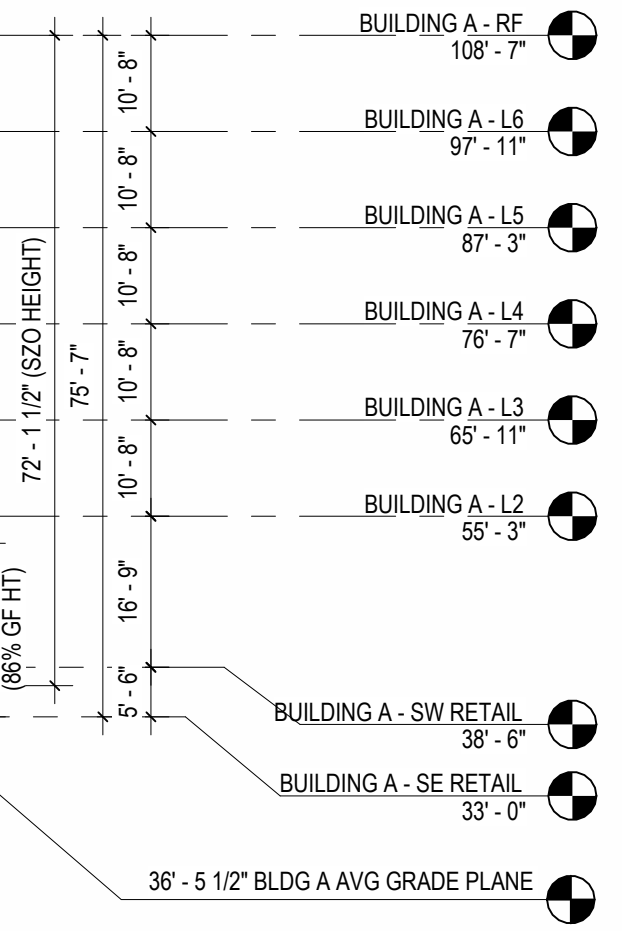 BUILDING A - RF
108' - 7"
10' - 8"
BUILDING A - L6
97' - 11"
10' - 8"
BUILDING A - L5
87' - 3"
10' - 8"
BUILDING A - L4
76' - 7"
72' - 1 1/2" (SZO HEIGHT)
75' - 7"
10' - 8"
BUILDING A - L3
65' - 11"
10' - 8"
BUILDING A - L2
55' - 3"
(86% GF HT)
16' - 9"
5' - 6"
BUILDING A - SW RETAIL
38' - 6"
BUILDING A - SE RETAIL
33' - 0"
36' - 5 1/2" BLDG A AVG GRADE PLANE